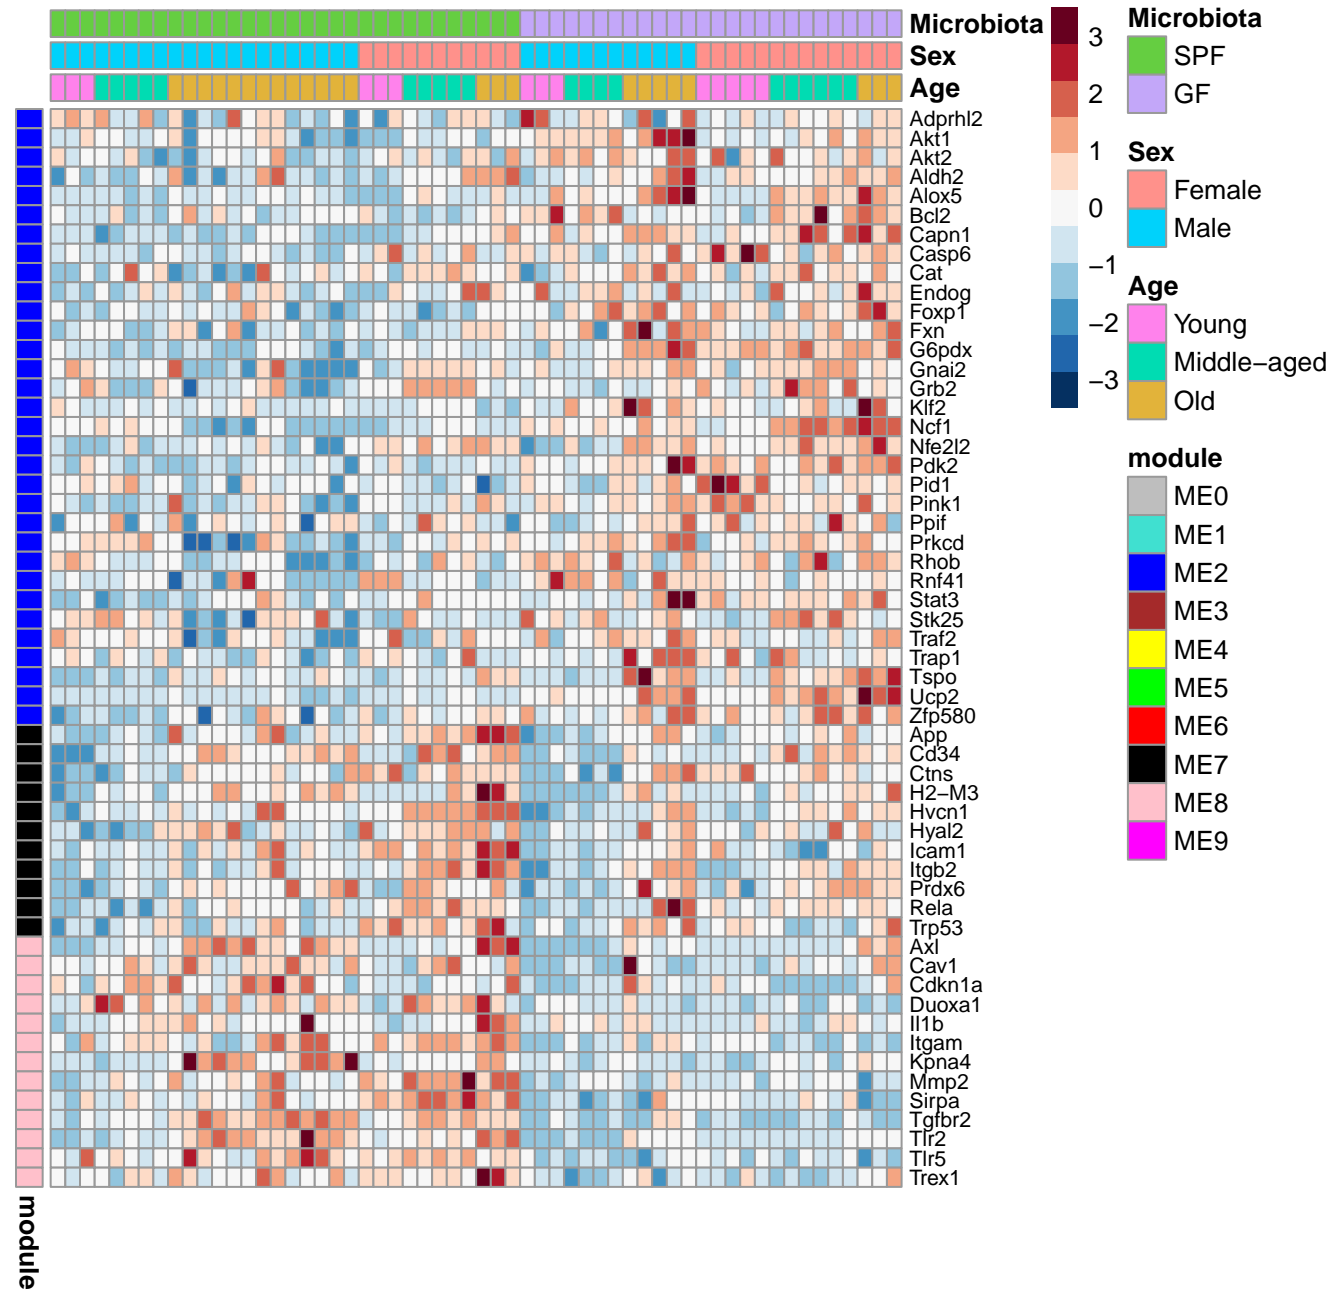 Microbiota
Sex
Age
Adprhl2
Akt1
Akt2
Aldh2
Alox5
Bcl2
Capn1
Casp6
Cat
Endog
Foxp1
Fxn
G6pdx
Gnai2
Grb2
Klf2
Ncf1
Nfe2l2
Pdk2
Pid1
Pink1
Ppif
Prkcd
Rhob
Rnf41
Stat3
Stk25
Traf2
Trap1
Tspo
Ucp2
Zfp580
App
Cd34
Ctns
H2−M3
Hvcn1
Hyal2
Icam1
Itgb2
Prdx6
Rela
Trp53
Axl
Cav1
Cdkn1a
Duoxa1
Il1b
Itgam
Kpna4
Mmp2
Sirpa
Tgfbr2
Tlr2
Tlr5
Trex1
module
3
2
1
0
−1
−2
−3
Microbiota
SPF
GF
Sex
Female
Male
Age
Young
Middle−aged
Old
module
ME0
ME1
ME2
ME3
ME4
ME5
ME6
ME7
ME8
ME9